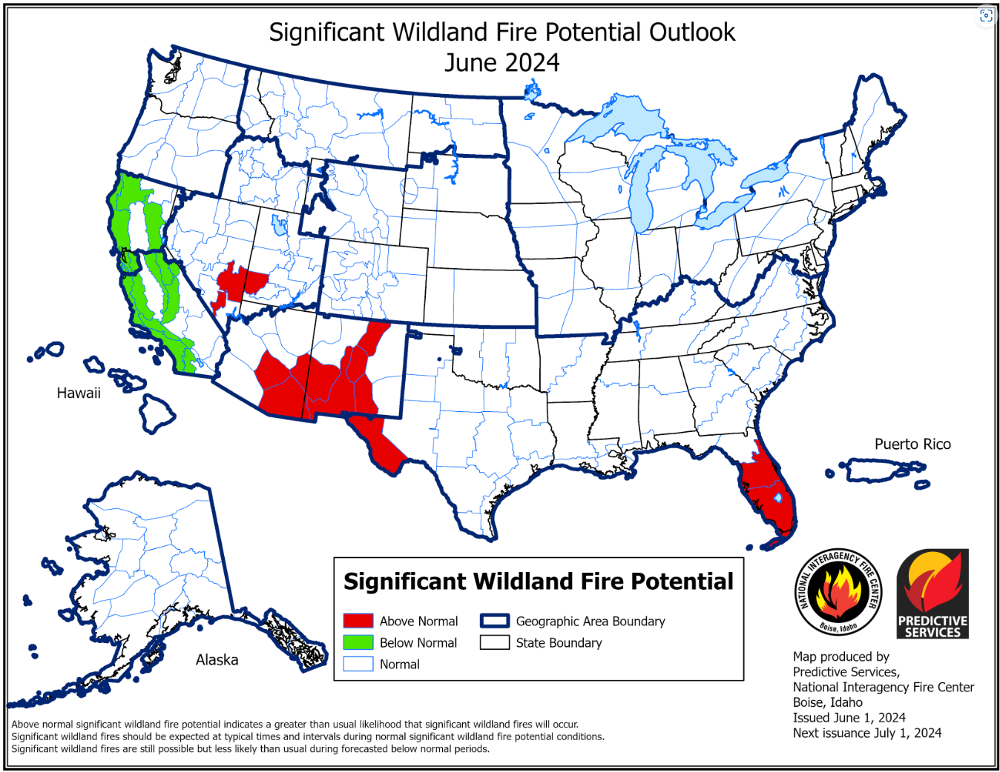 Significant Wildland Fire Potential Outlook
June 2024
Hawaii
Puerto Rico
Alaska
Significant Wildland Fire Potential
Above Normal
Geographic Area Boundary
Below Normal
State Boundary
Normal
NATIONAL INTERAGENCY FIRE CENTER
Boise, Idaho
PREDICTIVE
SERVICES
Map produced by
Predictive Services,
National Interagency Fire Center
Boise, Idaho
Issued June 1, 2024
Next issuance July 1, 2024
Above normal significant wildland fire potential indicates a greater than usual likelihood that significant wildland fires will occur.
Significant wildland fires should be expected at typical times and intervals during normal significant wildland fire potential conditions.
Significant wildland fires are still possible but less likely than usual during forecasted below normal periods.